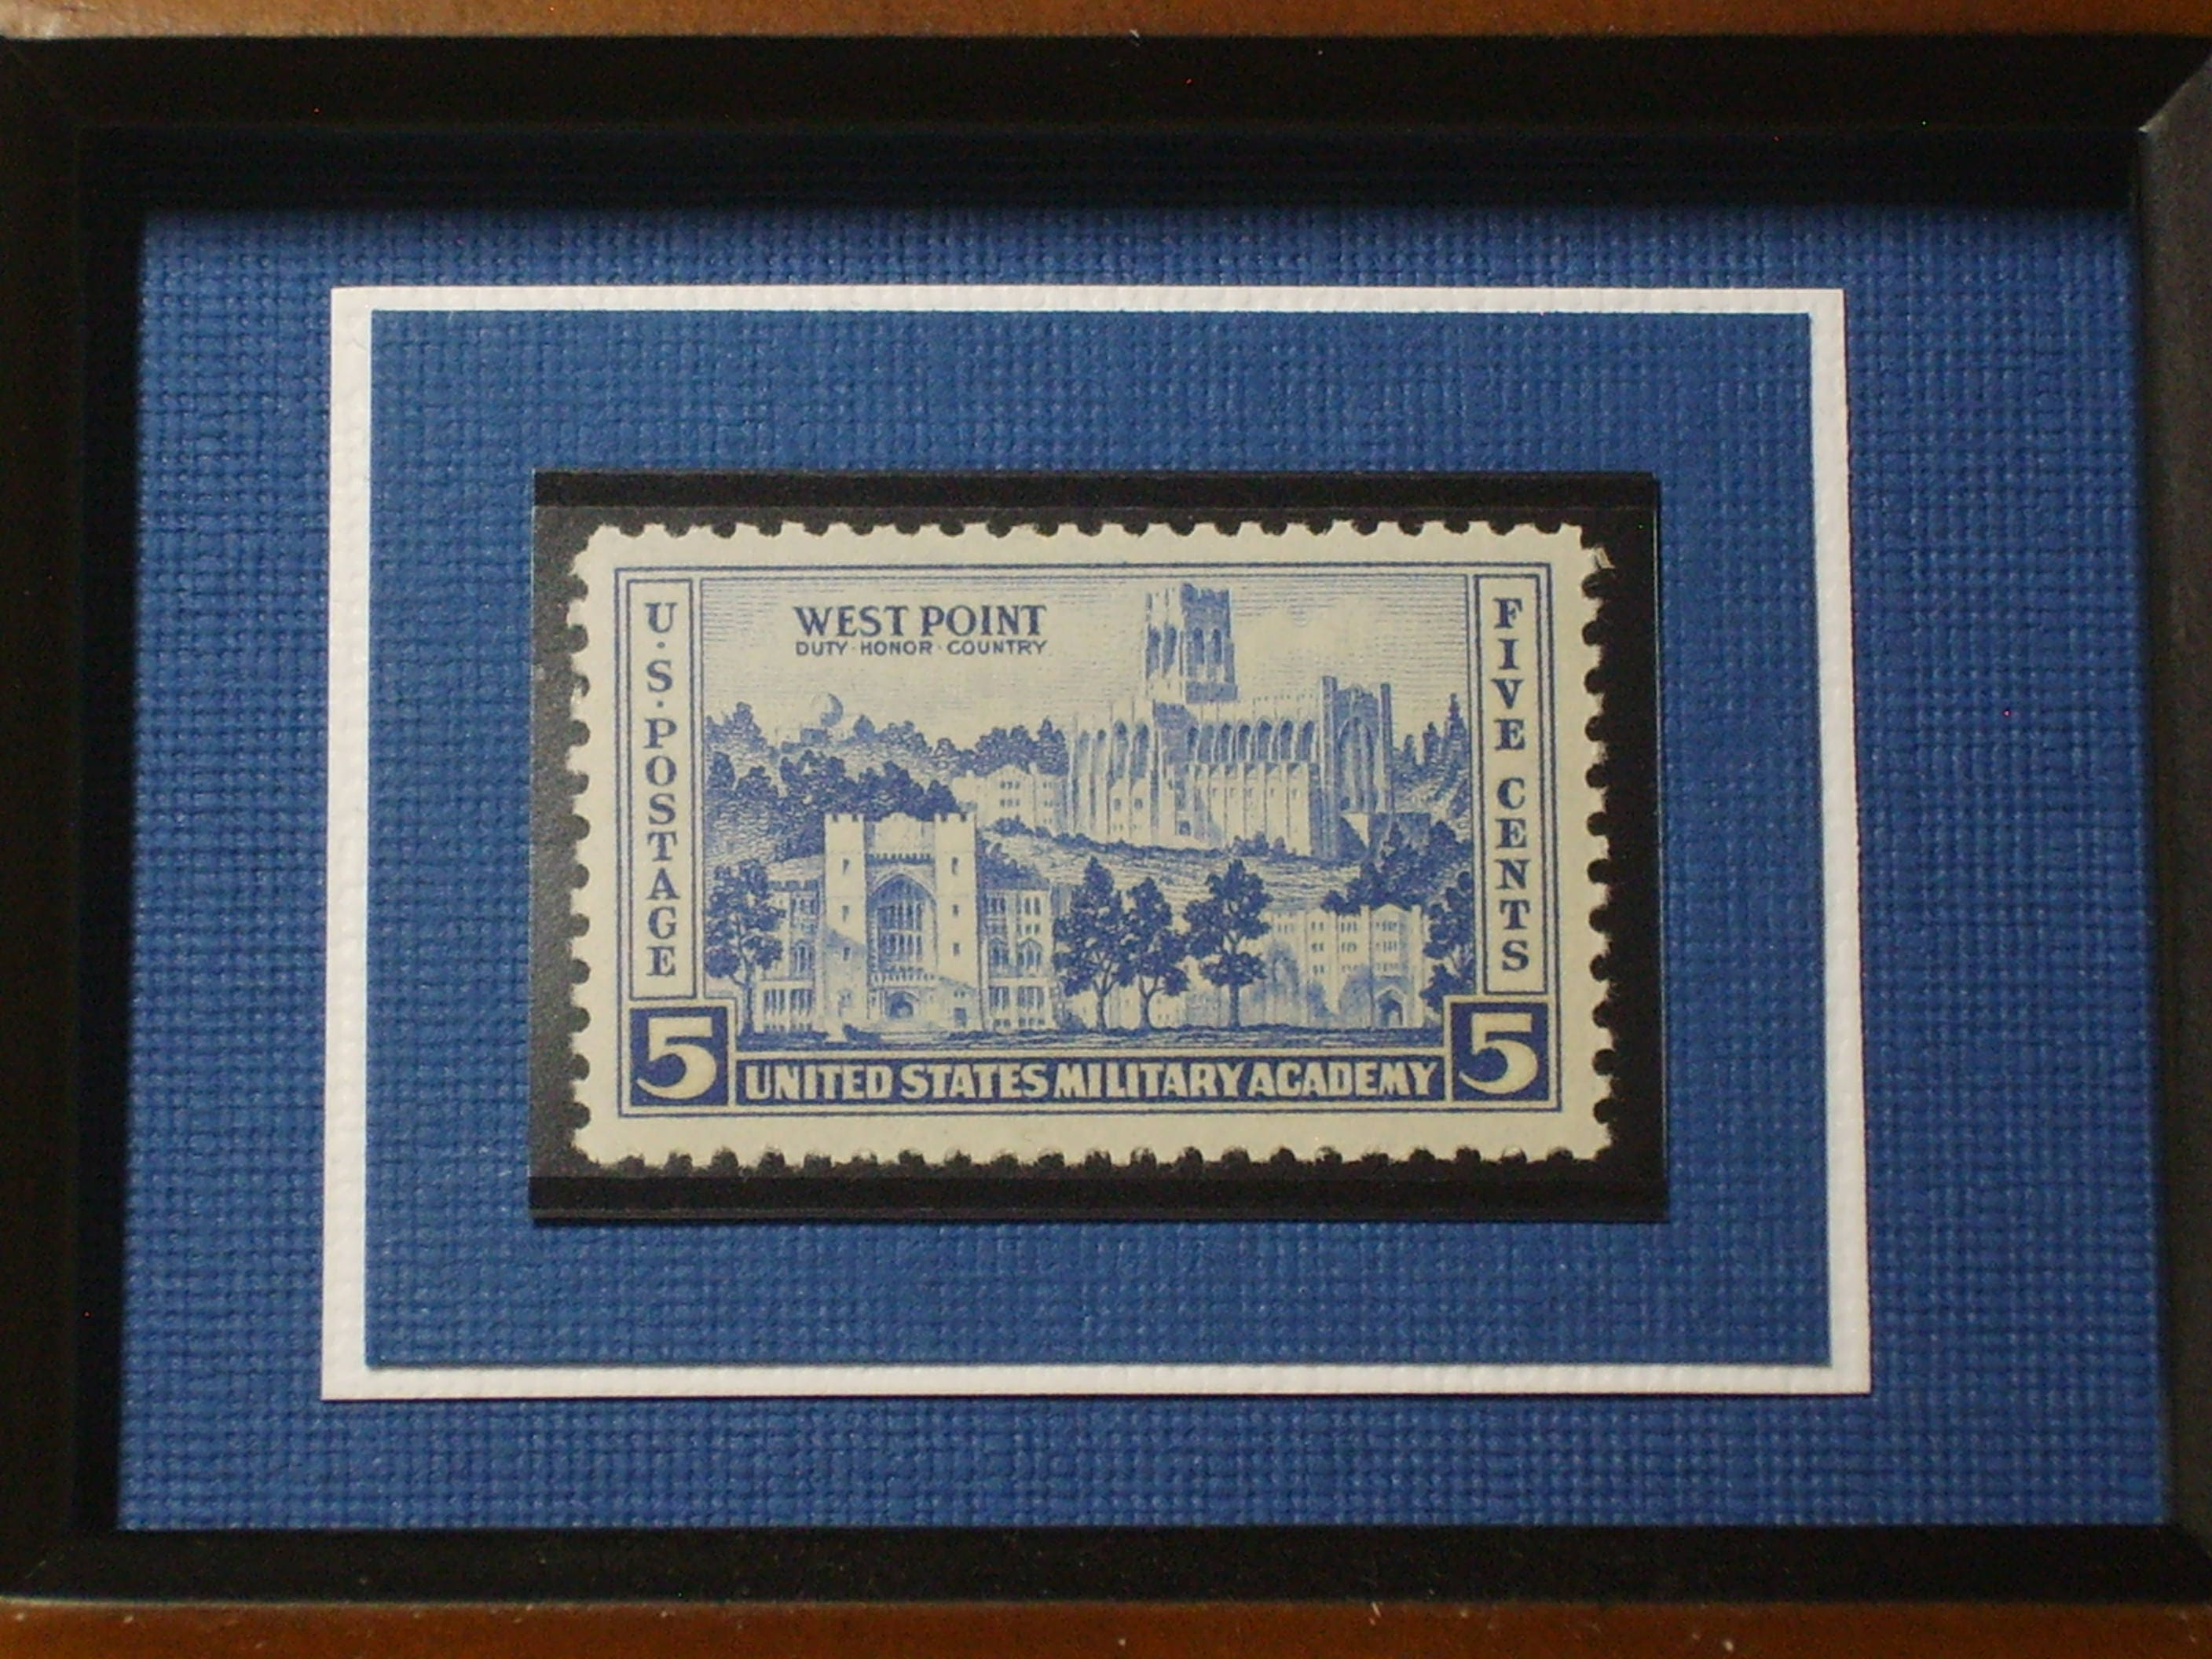 WEST POINT
DUTY · HONOR · COUNTRY
U·S·POSTAGE
FIVE CENTS
5 UNITED STATES MILITARY ACADEMY 5